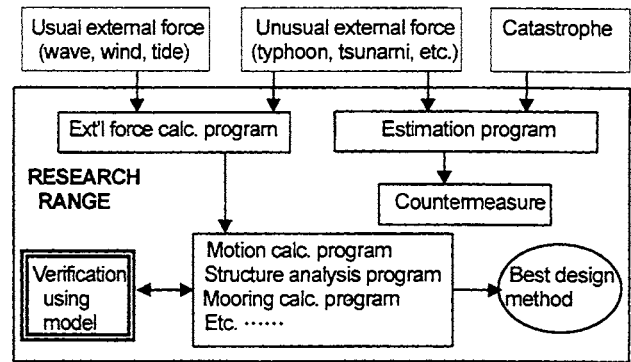 Usual external force
(wave, wind, tide)
Unusual external force
(typhoon, tsunami, etc.)
Catastrophe
Ext'l force calc. program
Estimation program
RESEARCH
RANGE
Countermeasure
Verification
using
model
Motion calc. program
Structure analysis program
Mooring calc. program
Etc. ······
Best design
method